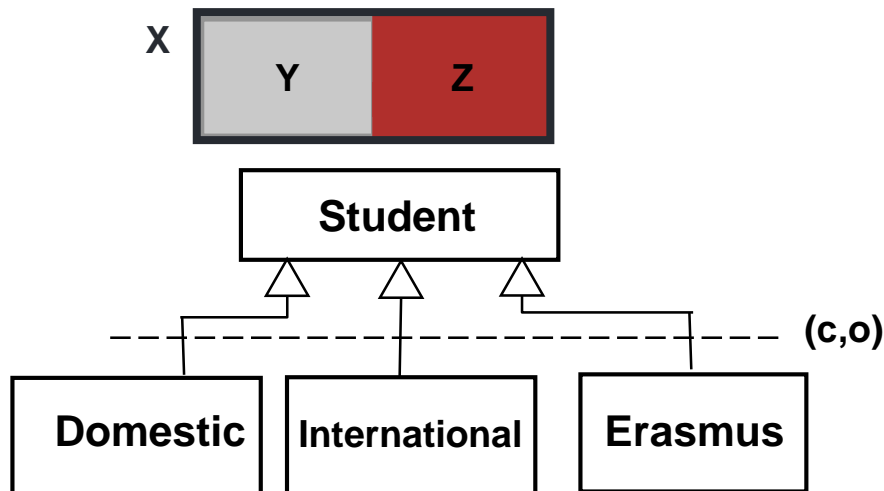 X
Y Z
Student
(c,o)
Domestic International Erasmus